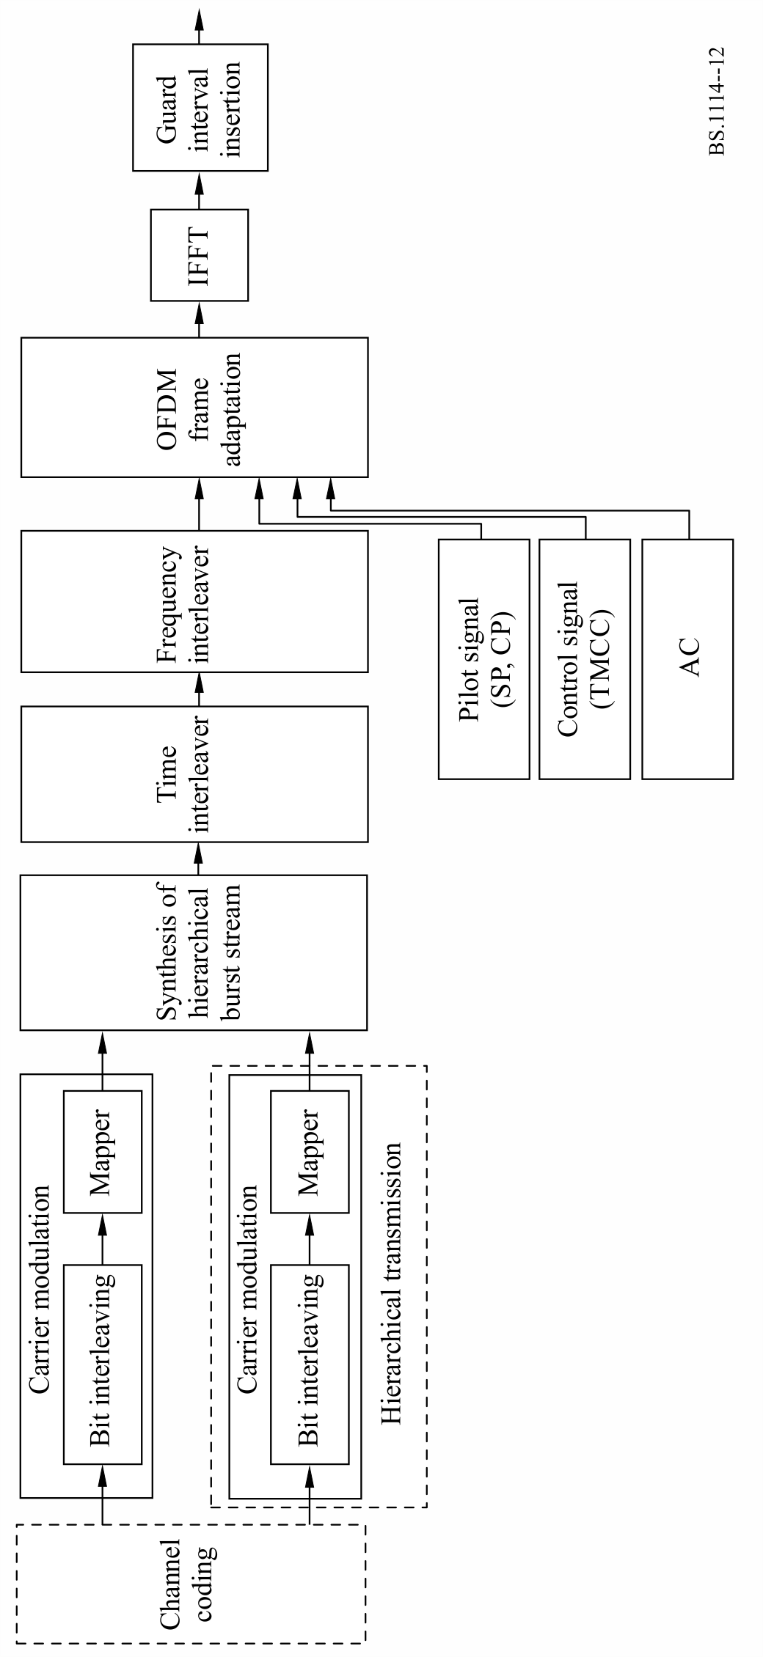 Channel
coding
Carrier modulation
Bit interleaving
Mapper
Carrier modulation
Bit interleaving
Mapper
Hierarchical transmission
Synthesis of
hierarchical
burst stream
Time
interleaver
Frequency
interleaver
OFDM
frame
adaptation
IFFT
Guard
interval
insertion
Pilot signal
(SP, CP)
Control signal
(TMCC)
AC
BS.1114--12